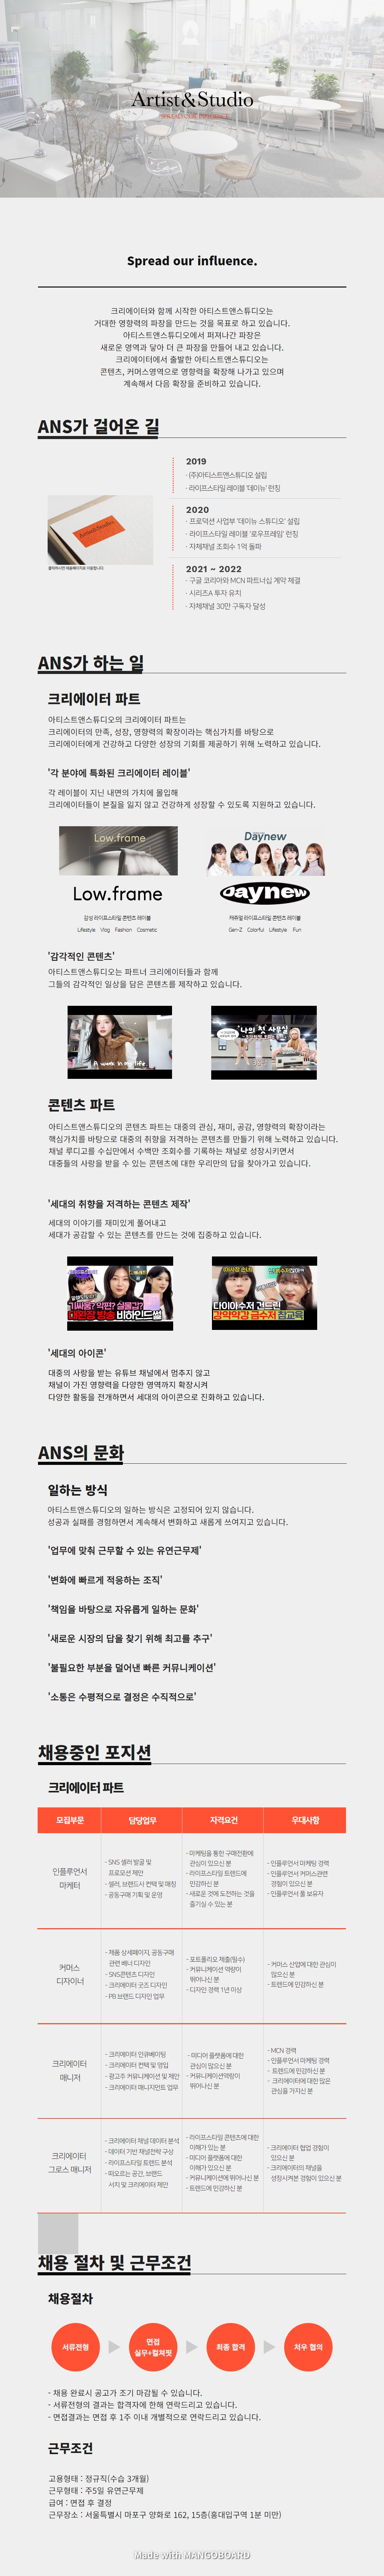 Artist&Studio
Spread our influence.
크리에이터와 함께 시작한 아티스트앤스튜디오는
거대한 영향력의 파장을 만드는 것을 목표로 하고 있습니다.
아티스트앤스튜디오에서 퍼져나간 파장은
새로운 영역과 닿아 더 큰 파장을 만들어 내고 있습니다.
크리에이터에서 출발한 아티스트앤스튜디오는
콘텐츠, 커머스영역으로 영향력을 확장해 나가고 있으며
계속해서 다음 확장을 준비하고 있습니다.
ANS가 걸어온 길
2019
· (주)아티스트앤스튜디오 설립
· 라이프스타일 레이블 '데이뉴' 런칭
2020
· 프로덕션 사업부 '데이뉴 스튜디오' 설립
· 라이프스타일 레이블 '로우프레임' 런칭
· 자체채널 조회수 1억 돌파
Artist&Studio
클릭하시면 채용페이지로 이동합니다.
2021 ~ 2022
· 구글 코리아와 MCN 파트너십 계약 체결
· 시리즈A 투자 유치
· 자체채널 30만 구독자 달성
ANS가 하는 일
크리에이터 파트
아티스트앤스튜디오의 크리에이터 파트는
크리에이터의 만족, 성장, 영향력의 확장이라는 핵심가치를 바탕으로
크리에이터에게 건강하고 다양한 성장의 기회를 제공하기 위해 노력하고 있습니다.
'각 분야에 특화된 크리에이터 레이블'
각 레이블이 지닌 내면의 가치에 몰입해
크리에이터들이 본질을 잃지 않고 건강하게 성장할 수 있도록 지원하고 있습니다.
Low.frame
Daynew
Low.frame
Daynew
감성 라이프스타일 콘텐츠 레이블
캐주얼 라이프스타일 콘텐츠 레이블
Lifestyle Vlog Fashion Cosmetic
Gen-Z Colorful Lifestyle Fun
'감각적인 콘텐츠'
아티스트앤스튜디오는 파트너 크리에이터들과 함께
그들의 감각적인 일상을 담은 콘텐츠를 제작하고 있습니다.
A week in my life
'나의 첫 사무실'
콘텐츠 파트
아티스트앤스튜디오의 콘텐츠 파트는 대중의 관심, 재미, 공감, 영향력의 확장이라는
핵심가치를 바탕으로 대중의 취향을 저격하는 콘텐츠를 만들기 위해 노력하고 있습니다.
채널 루디고를 수십만에서 수백만 조회수를 기록하는 채널로 성장시키면서
대중들의 사랑을 받을 수 있는 콘텐츠에 대한 우리만의 답을 찾아가고 있습니다.
'세대의 취향을 저격하는 콘텐츠 제작'
세대의 이야기를 재미있게 풀어내고
세대가 공감할 수 있는 콘텐츠를 만드는 것에 집중하고 있습니다.
기싸움? 악편? 실물갑?
대환장 방송 비하인드썰
다이아수저 건드린
강약약강 금수저 참교육
'세대의 아이콘'
대중의 사랑을 받는 유튜브 채널에서 멈추지 않고
채널이 가진 영향력을 다양한 영역까지 확장시켜
다양한 활동을 전개하면서 세대의 아이콘으로 진화하고 있습니다.
ANS의 문화
일하는 방식
아티스트앤스튜디오의 일하는 방식은 고정되어 있지 않습니다.
성공과 실패를 경험하면서 계속해서 변화하고 새롭게 쓰여지고 있습니다.
'업무에 맞춰 근무할 수 있는 유연근무제'
'변화에 빠르게 적응하는 조직'
'책임을 바탕으로 자유롭게 일하는 문화'
'새로운 시장의 답을 찾기 위해 최고를 추구'
'불필요한 부분을 덜어낸 빠른 커뮤니케이션'
'소통은 수평적으로 결정은 수직적으로'
채용중인 포지션
크리에이터 파트
모집부문 담당업무 자격요건 우대사항
인플루언서
마케터
- SNS 셀러 발굴 및
프로모션 제안
- 셀러, 브랜드사 컨택 및 매칭
- 공동구매 기획 및 운영
- 마케팅을 통한 구매전환에
관심이 있으신 분
- 라이프스타일 트렌드에
민감하신 분
- 새로운 것에 도전하는 것을
즐기실 수 있는 분
- 인플루언서 마케팅 경력
- 인플루언서 커머스관련
경험이 있으신 분
- 인플루언서 풀 보유자
커머스
디자이너
- 제품 상세페이지, 공동구매
관련 배너 디자인
- SNS콘텐츠 디자인
- 크리에이터 굿즈 디자인
- PB 브랜드 디자인 업무
- 포트폴리오 제출(필수)
- 커뮤니케이션 역량이
뛰어나신 분
- 디자인 경력 1년 이상
- 커머스 산업에 대한 관심이
많으신 분
- 트렌드에 민감하신 분
크리에이터
매니저
- 크리에이터 인큐베이팅
- 크리에이터 컨택 및 영입
- 광고주 커뮤니케이션 및 제안
- 크리에이터 매니지먼트 업무
- 미디어 플랫폼에 대한
관심이 많으신 분
- 커뮤니케이션역량이
뛰어나신 분
- MCN 경력
- 인플루언서 마케팅 경력
- 트렌드에 민감하신 분
- 크리에이터에 대한 많은
관심을 가지신 분
크리에이터
그로스 매니저
- 크리에이터 채널 데이터 분석
- 데이터 기반 채널전략 구상
- 라이프스타일 트렌드 분석
- 떠오르는 공간, 브랜드
서치 및 크리에이터 제안
- 라이프스타일 콘텐츠에 대한
이해가 있는 분
- 미디어 플랫폼에 대한
이해가 있으신 분
- 커뮤니케이션에 뛰어나신 분
- 트렌드에 민감하신 분
- 크리에이터 협업 경험이
있으신 분
- 크리에이터의 채널을
성장시켜본 경험이 있으신 분
채용 절차 및 근무조건
채용절차
서류전형
면접
실무+컬쳐핏
최종 합격
처우 협의
- 채용 완료시 공고가 조기 마감될 수 있습니다.
- 서류전형의 결과는 합격자에 한해 연락드리고 있습니다.
- 면접결과는 면접 후 1주 이내 개별적으로 연락드리고 있습니다.
근무조건
고용형태 : 정규직(수습 3개월)
근무형태 : 주5일 유연근무제
급여 : 면접 후 결정
근무장소 : 서울특별시 마포구 양화로 162, 15층(홍대입구역 1분 미만)
Made with MANGOBOARD